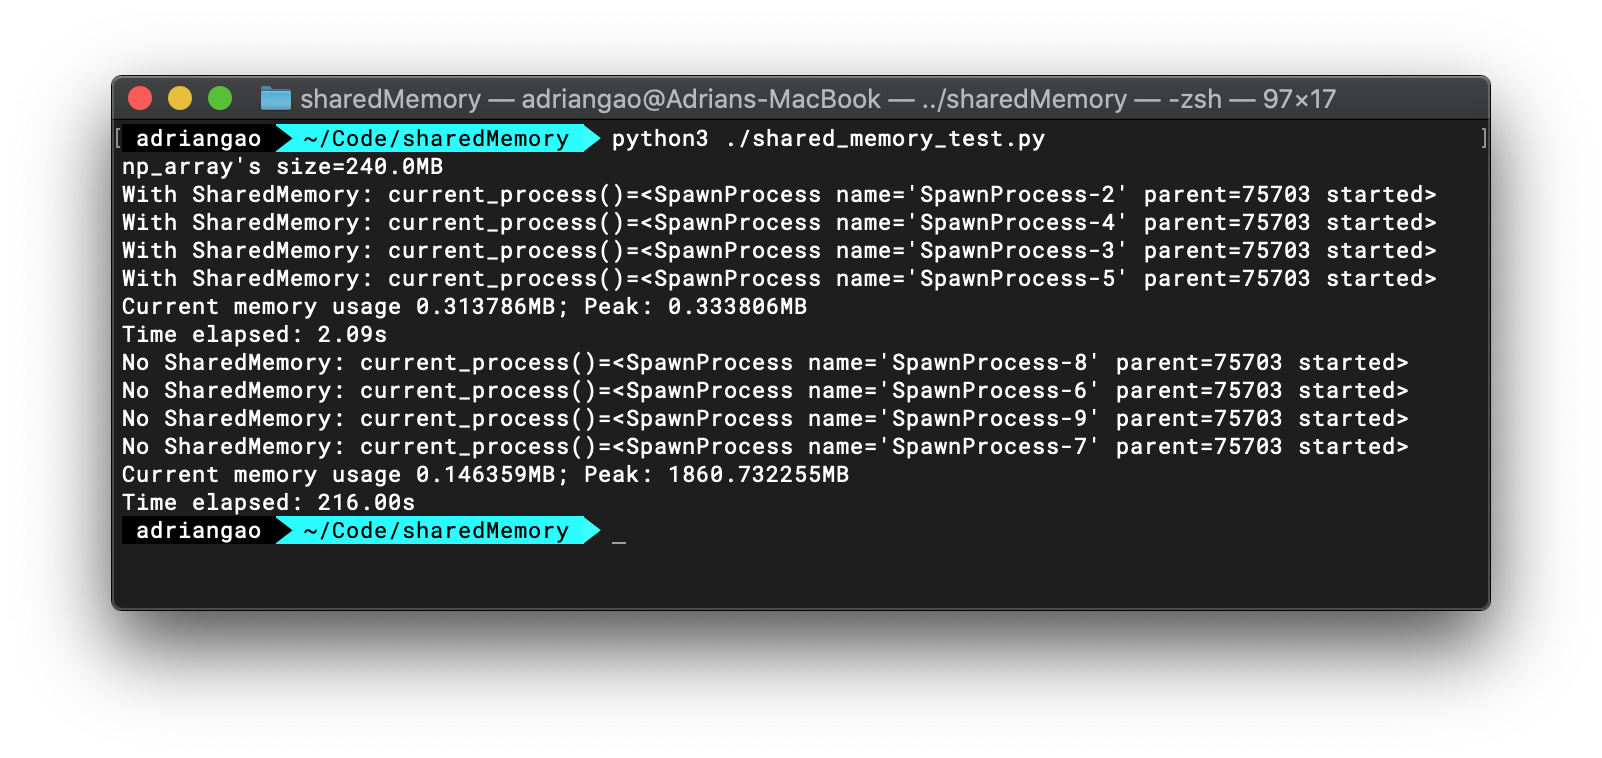 sharedMemory — adriangao@Adrians-MacBook — ../sharedMemory — -zsh — 97×17
[ adriangao ~/Code/sharedMemory python3 ./shared_memory_test.py ]
np_array's size=240.0MB
With SharedMemory: current_process()=<SpawnProcess name='SpawnProcess-2' parent=75703 started>
With SharedMemory: current_process()=<SpawnProcess name='SpawnProcess-4' parent=75703 started>
With SharedMemory: current_process()=<SpawnProcess name='SpawnProcess-3' parent=75703 started>
With SharedMemory: current_process()=<SpawnProcess name='SpawnProcess-5' parent=75703 started>
Current memory usage 0.313786MB; Peak: 0.333806MB
Time elapsed: 2.09s
No SharedMemory: current_process()=<SpawnProcess name='SpawnProcess-8' parent=75703 started>
No SharedMemory: current_process()=<SpawnProcess name='SpawnProcess-6' parent=75703 started>
No SharedMemory: current_process()=<SpawnProcess name='SpawnProcess-9' parent=75703 started>
No SharedMemory: current_process()=<SpawnProcess name='SpawnProcess-7' parent=75703 started>
Current memory usage 0.146359MB; Peak: 1860.732255MB
Time elapsed: 216.00s
adriangao ~/Code/sharedMemory _